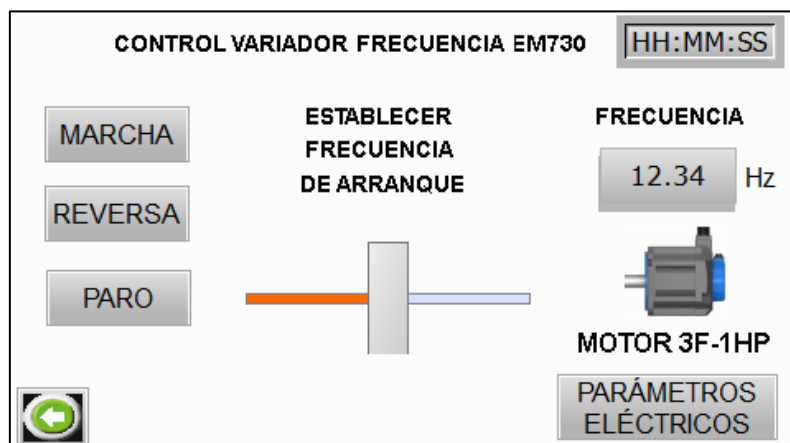 CONTROL VARIADOR FRECUENCIA EM730
HH:MM:SS
MARCHA
REVERSA
PARO
ESTABLECER
FRECUENCIA
DE ARRANQUE
FRECUENCIA
12.34 Hz
MOTOR 3F-1HP
PARÁMETROS
ELÉCTRICOS